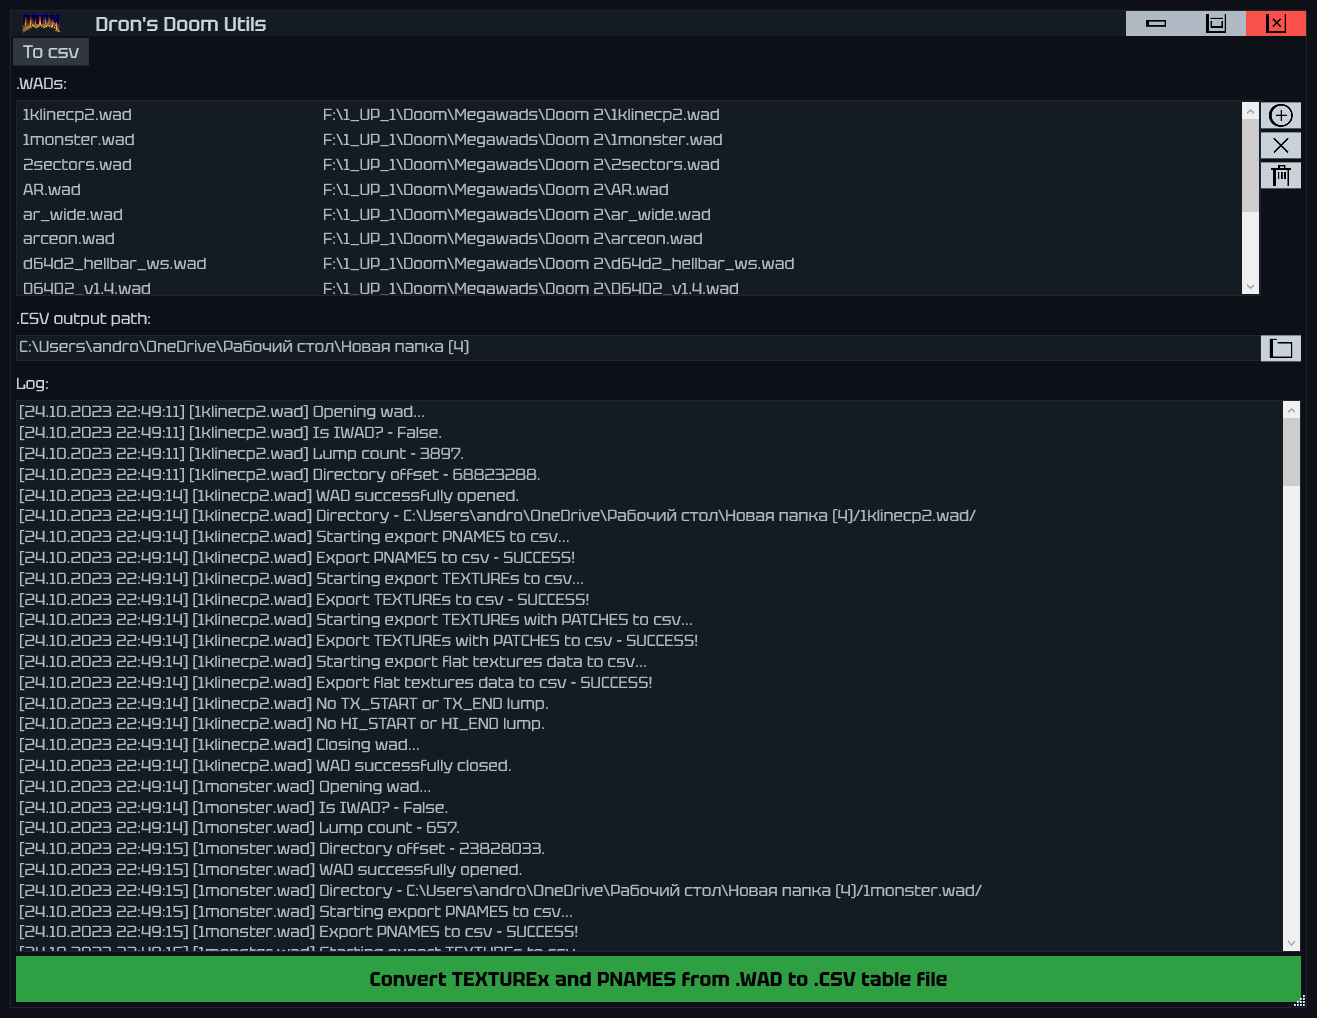 DOOM Dron's Doom Utils
To csv
.WADs:
1klinecp2.wad F:\1_UP_1\Doom\Megawads\Doom 2\1klinecp2.wad
1monster.wad F:\1_UP_1\Doom\Megawads\Doom 2\1monster.wad
2sectors.wad F:\1_UP_1\Doom\Megawads\Doom 2\2sectors.wad
AR.wad F:\1_UP_1\Doom\Megawads\Doom 2\AR.wad
ar_wide.wad F:\1_UP_1\Doom\Megawads\Doom 2\ar_wide.wad
arceon.wad F:\1_UP_1\Doom\Megawads\Doom 2\arceon.wad
d64d2_hellbar_ws.wad F:\1_UP_1\Doom\Megawads\Doom 2\d64d2_hellbar_ws.wad
D64D2_v1.4.wad F:\1_UP_1\Doom\Megawads\Doom 2\D64D2_v1.4.wad
.CSV output path:
C:\Users\andro\OneDrive\Рабочий стол\Новая папка (4)
Log:
[24.10.2023 22:49:11] [1klinecp2.wad] Opening wad...
[24.10.2023 22:49:11] [1klinecp2.wad] Is IWAD? - False.
[24.10.2023 22:49:11] [1klinecp2.wad] Lump count - 3897.
[24.10.2023 22:49:11] [1klinecp2.wad] Directory offset - 68823288.
[24.10.2023 22:49:14] [1klinecp2.wad] WAD successfully opened.
[24.10.2023 22:49:14] [1klinecp2.wad] Directory - C:\Users\andro\OneDrive\Рабочий стол\Новая папка (4)/1klinecp2.wad/
[24.10.2023 22:49:14] [1klinecp2.wad] Starting export PNAMES to csv...
[24.10.2023 22:49:14] [1klinecp2.wad] Export PNAMES to csv - SUCCESS!
[24.10.2023 22:49:14] [1klinecp2.wad] Starting export TEXTUREs to csv...
[24.10.2023 22:49:14] [1klinecp2.wad] Export TEXTUREs to csv - SUCCESS!
[24.10.2023 22:49:14] [1klinecp2.wad] Starting export TEXTUREs with PATCHES to csv...
[24.10.2023 22:49:14] [1klinecp2.wad] Export TEXTUREs with PATCHES to csv - SUCCESS!
[24.10.2023 22:49:14] [1klinecp2.wad] Starting export flat textures data to csv...
[24.10.2023 22:49:14] [1klinecp2.wad] Export flat textures data to csv - SUCCESS!
[24.10.2023 22:49:14] [1klinecp2.wad] No TX_START or TX_END lump.
[24.10.2023 22:49:14] [1klinecp2.wad] No HI_START or HI_END lump.
[24.10.2023 22:49:14] [1klinecp2.wad] Closing wad...
[24.10.2023 22:49:14] [1klinecp2.wad] WAD successfully closed.
[24.10.2023 22:49:14] [1monster.wad] Opening wad...
[24.10.2023 22:49:14] [1monster.wad] Is IWAD? - False.
[24.10.2023 22:49:14] [1monster.wad] Lump count - 657.
[24.10.2023 22:49:15] [1monster.wad] Directory offset - 23828033.
[24.10.2023 22:49:15] [1monster.wad] WAD successfully opened.
[24.10.2023 22:49:15] [1monster.wad] Directory - C:\Users\andro\OneDrive\Рабочий стол\Новая папка (4)/1monster.wad/
[24.10.2023 22:49:15] [1monster.wad] Starting export PNAMES to csv...
[24.10.2023 22:49:15] [1monster.wad] Export PNAMES to csv - SUCCESS!
[24.10.2023 22:49:15] [1monster.wad] Starting export TEXTUREs to csv...
Convert TEXTUREx and PNAMES from .WAD to .CSV table file